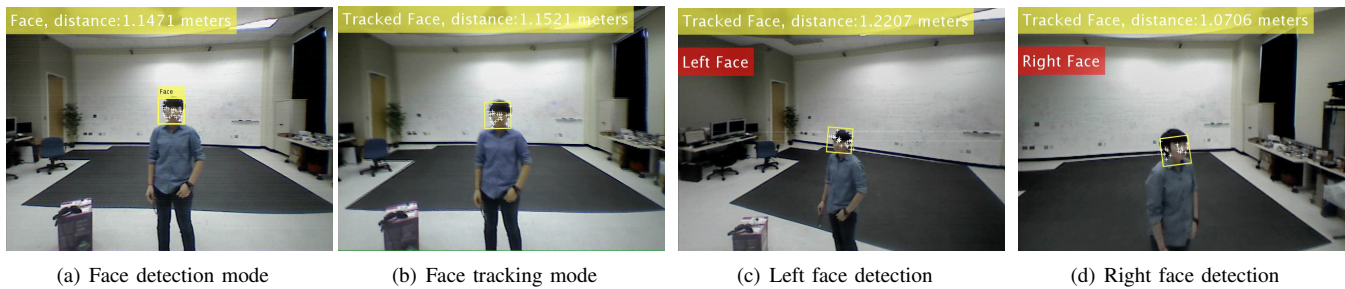 Face, distance:1.1471 meters
Face
Tracked Face, distance:1.1521 meters
Tracked Face, distance:1.2207 meters
Left Face
Tracked Face, distance:1.0706 meters
Right Face
(a) Face detection mode
(b) Face tracking mode
(c) Left face detection
(d) Right face detection